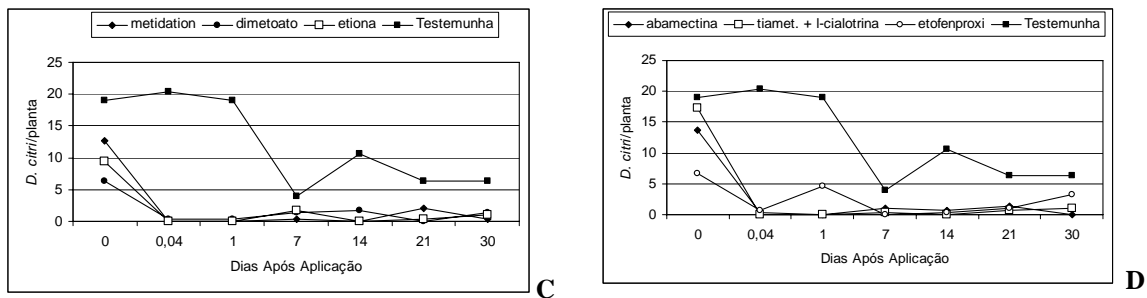 metidation dimetoato etiona Testemunha
25
20
15
10
5
0
D. citri/planta
0 0,04 1 7 14 21 30
Dias Após Aplicação
C
abamectina tiamet. + l-cialotrina etofenproxi Testemunha
25
20
15
10
5
0
D. citri/planta
0 0,04 1 7 14 21 30
Dias Após Aplicação
D